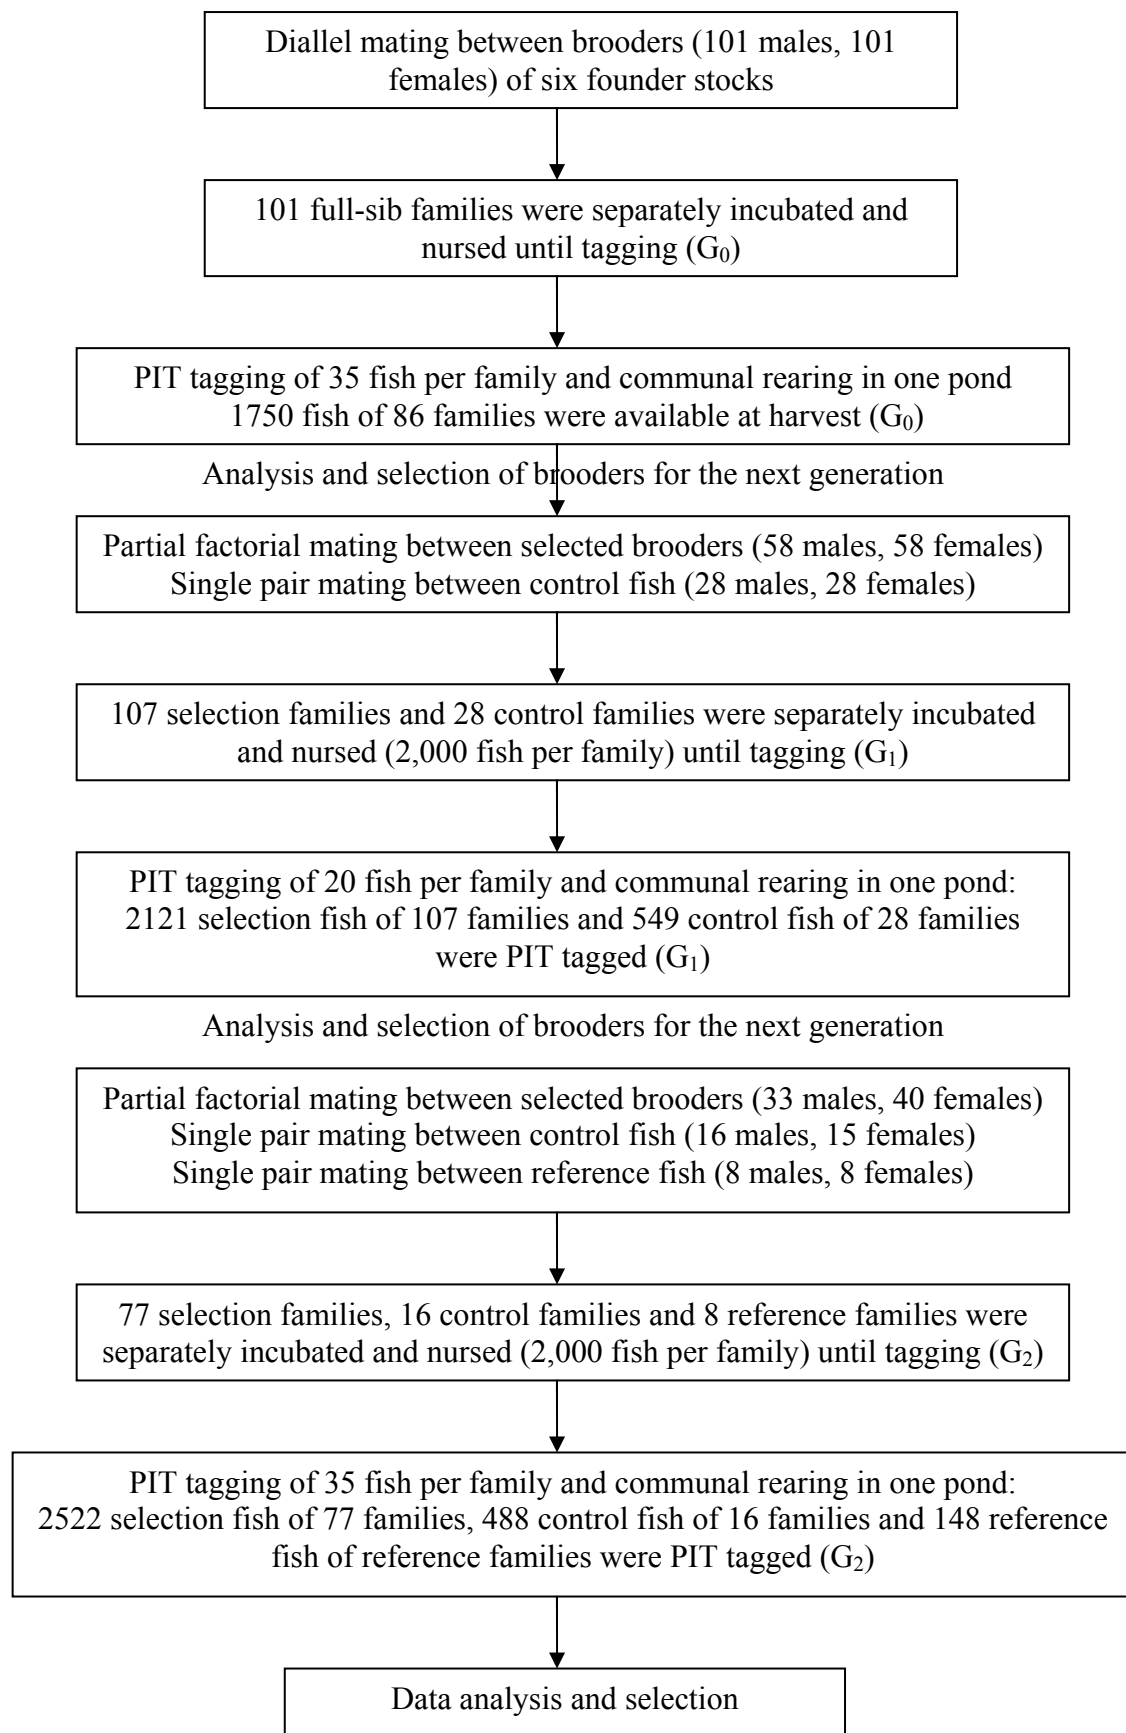 Diallel mating between brooders (101 males, 101
females) of six founder stocks
101 full-sib families were separately incubated and
nursed until tagging (G₀)
PIT tagging of 35 fish per family and communal rearing in one pond
1750 fish of 86 families were available at harvest (G₀)
Analysis and selection of brooders for the next generation
Partial factorial mating between selected brooders (58 males, 58 females)
Single pair mating between control fish (28 males, 28 females)
107 selection families and 28 control families were separately incubated
and nursed (2,000 fish per family) until tagging (G₁)
PIT tagging of 20 fish per family and communal rearing in one pond:
2121 selection fish of 107 families and 549 control fish of 28 families
were PIT tagged (G₁)
Analysis and selection of brooders for the next generation
Partial factorial mating between selected brooders (33 males, 40 females)
Single pair mating between control fish (16 males, 15 females)
Single pair mating between reference fish (8 males, 8 females)
77 selection families, 16 control families and 8 reference families were
separately incubated and nursed (2,000 fish per family) until tagging (G₂)
PIT tagging of 35 fish per family and communal rearing in one pond:
2522 selection fish of 77 families, 488 control fish of 16 families and 148 reference
fish of reference families were PIT tagged (G₂)
Data analysis and selection